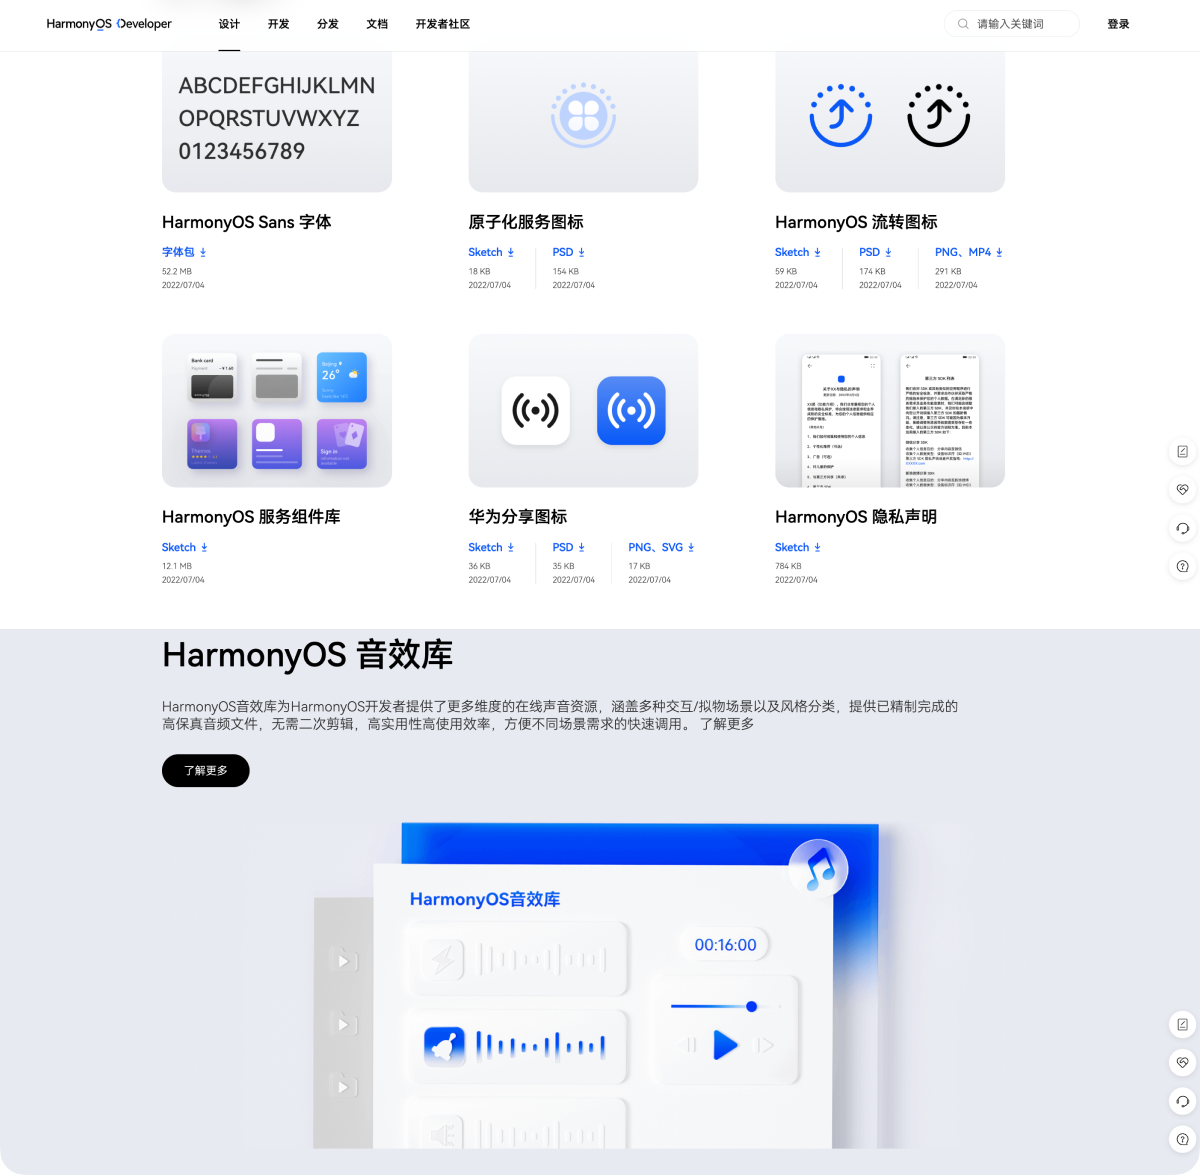 HarmonyOS Developer
设计
开发
分发
文档
开发者社区
请输入关键词
登录
ABCDEFGHIJKLMN
OPQRSTUVWXYZ
0123456789
HarmonyOS Sans 字体
字体包
52.2 MB
2022/07/04
原子化服务图标
Sketch
18 KB
2022/07/04
PSD
154 KB
2022/07/04
HarmonyOS 流转图标
Sketch
59 KB
2022/07/04
PSD
174 KB
2022/07/04
PNG、MP4
291 KB
2022/07/04
Bank card
Beijing
26°
Sign in
第三方 SDK 列表
HarmonyOS 服务组件库
Sketch
12.1 MB
2022/07/04
华为分享图标
Sketch
36 KB
2022/07/04
PSD
35 KB
2022/07/04
PNG、SVG
17 KB
2022/07/04
HarmonyOS 隐私声明
Sketch
784 KB
2022/07/04
HarmonyOS 音效库
HarmonyOS音效库为HarmonyOS开发者提供了更多维度的在线声音资源，涵盖多种交互/拟物场景以及风格分类，提供已精制完成的
高保真音频文件，无需二次剪辑，高实用性高使用效率，方便不同场景需求的快速调用。 了解更多
了解更多
HarmonyOS音效库
00:16:00